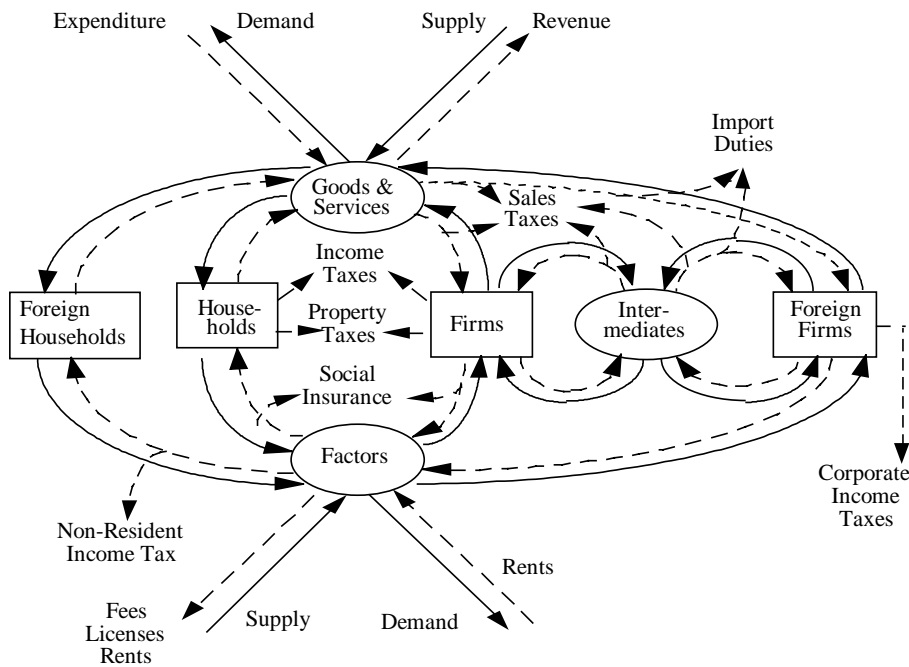 Expenditure
Demand
Supply
Revenue
Import
Duties
Goods &
Services
Sales
Taxes
Income
Taxes
Foreign
Households
House-
holds
Property
Taxes
Firms
Inter-
mediates
Foreign
Firms
Social
Insurance
Factors
Corporate
Income
Taxes
Non-Resident
Income Tax
Rents
Fees
Licenses
Rents
Supply
Demand